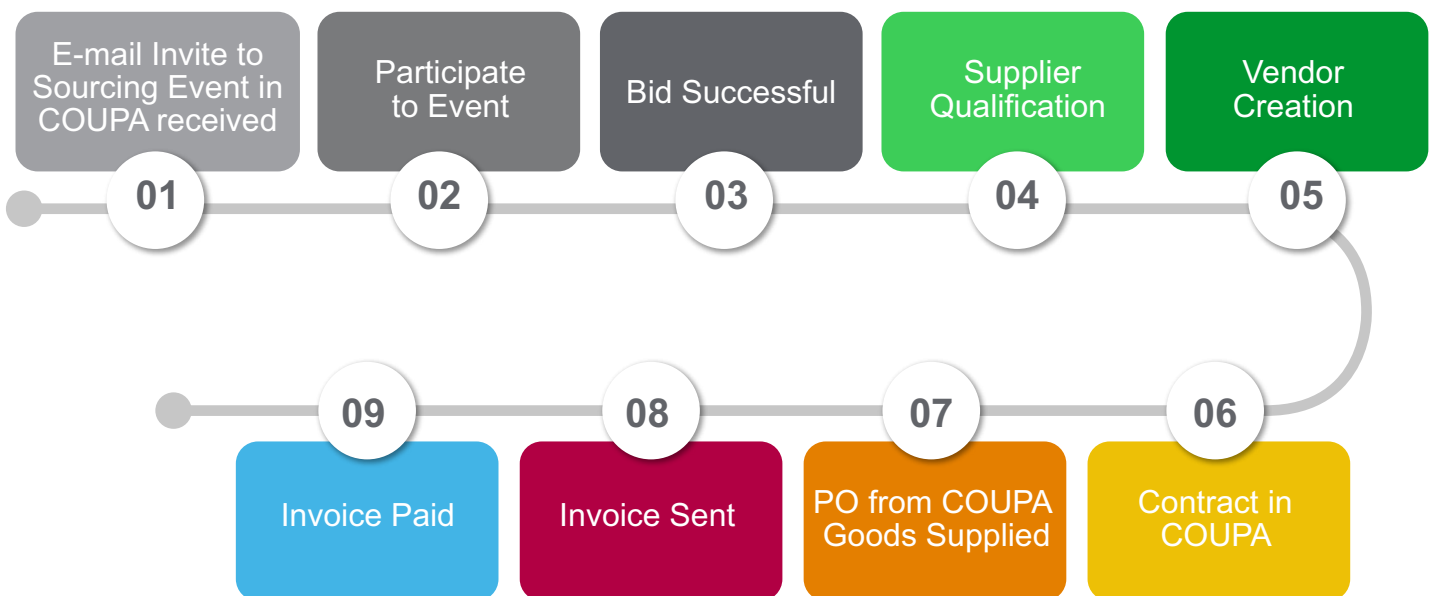 E-mail Invite to
Sourcing Event in
COUPA received
01
Participate
to Event
02
Bid Successful
03
Supplier
Qualification
04
Vendor
Creation
05
09
Invoice Paid
08
Invoice Sent
07
PO from COUPA
Goods Supplied
06
Contract in
COUPA